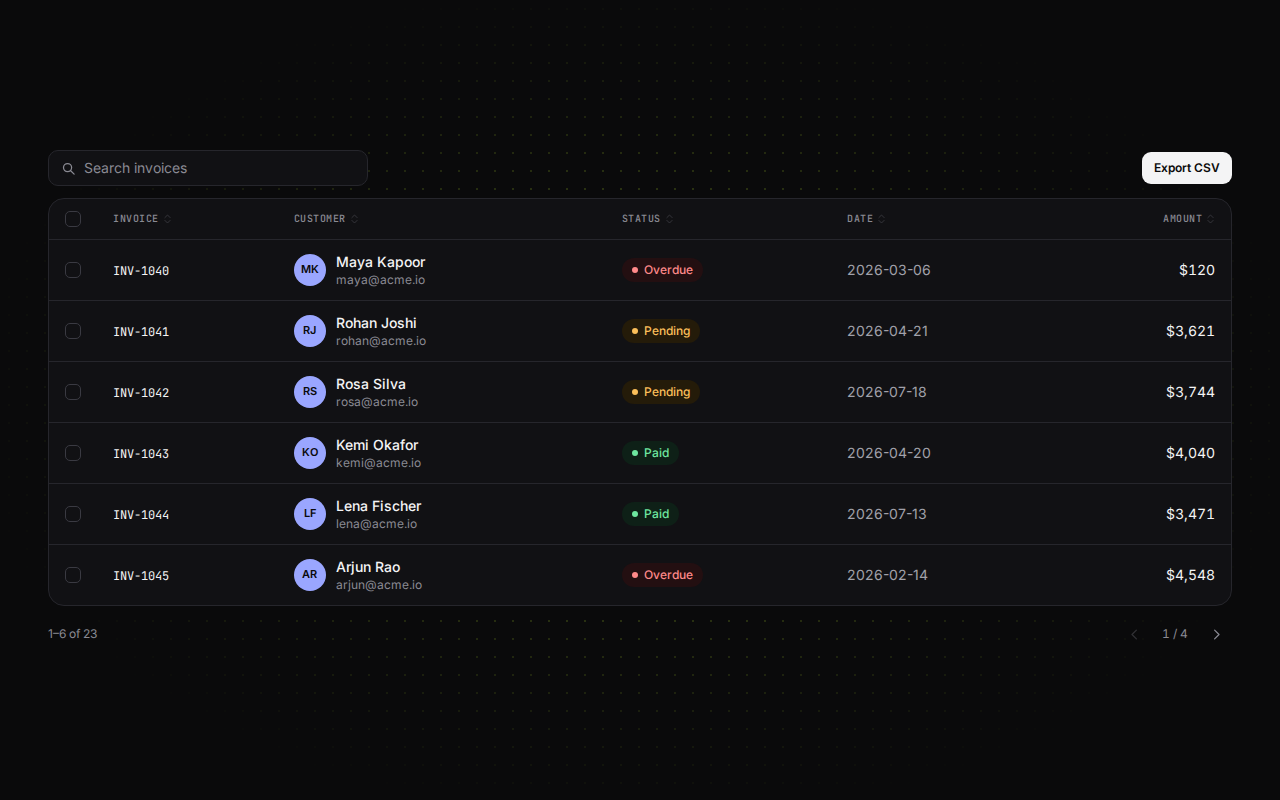 Search invoices
Export CSV
INVOICE CUSTOMER STATUS DATE AMOUNT
INV-1040 MK Maya Kapoor Overdue 2026-03-06 $120
maya@acme.io
INV-1041 RJ Rohan Joshi Pending 2026-04-21 $3,621
rohan@acme.io
INV-1042 RS Rosa Silva Pending 2026-07-18 $3,744
rosa@acme.io
INV-1043 KO Kemi Okafor Paid 2026-04-20 $4,040
kemi@acme.io
INV-1044 LF Lena Fischer Paid 2026-07-13 $3,471
lena@acme.io
INV-1045 AR Arjun Rao Overdue 2026-02-14 $4,548
arjun@acme.io
1–6 of 23
1 / 4